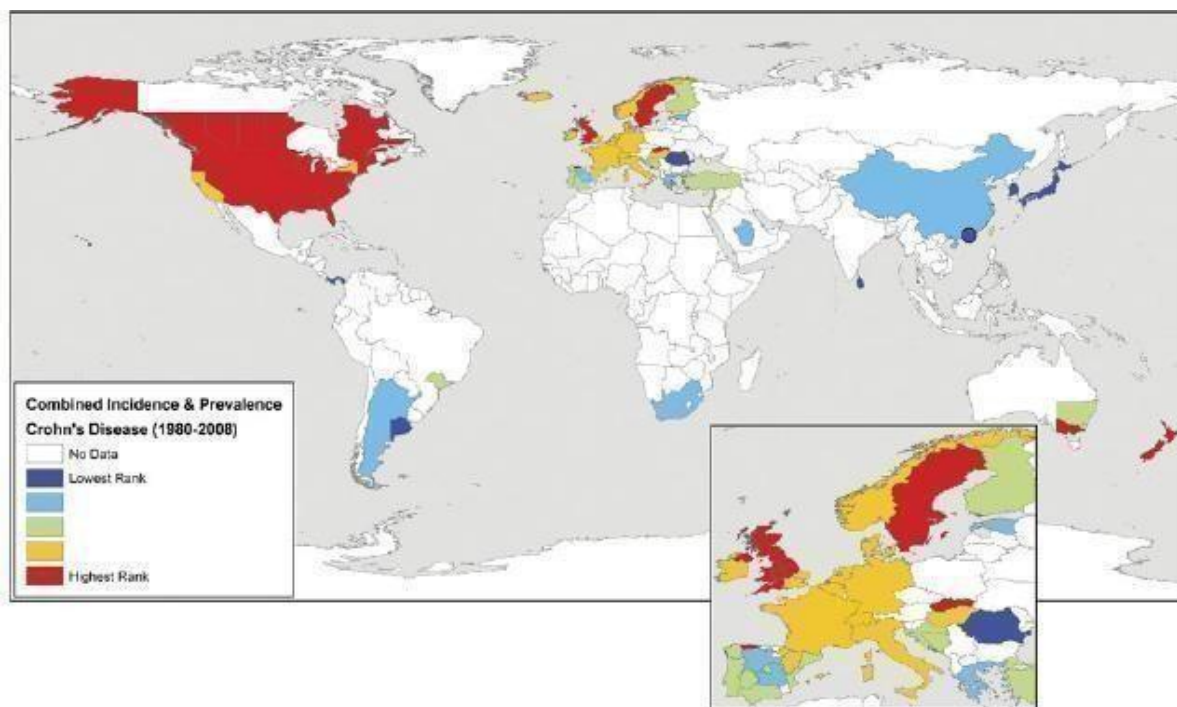 Combined Incidence & Prevalence
Crohn's Disease (1980-2008)
No Data
Lowest Rank
Highest Rank